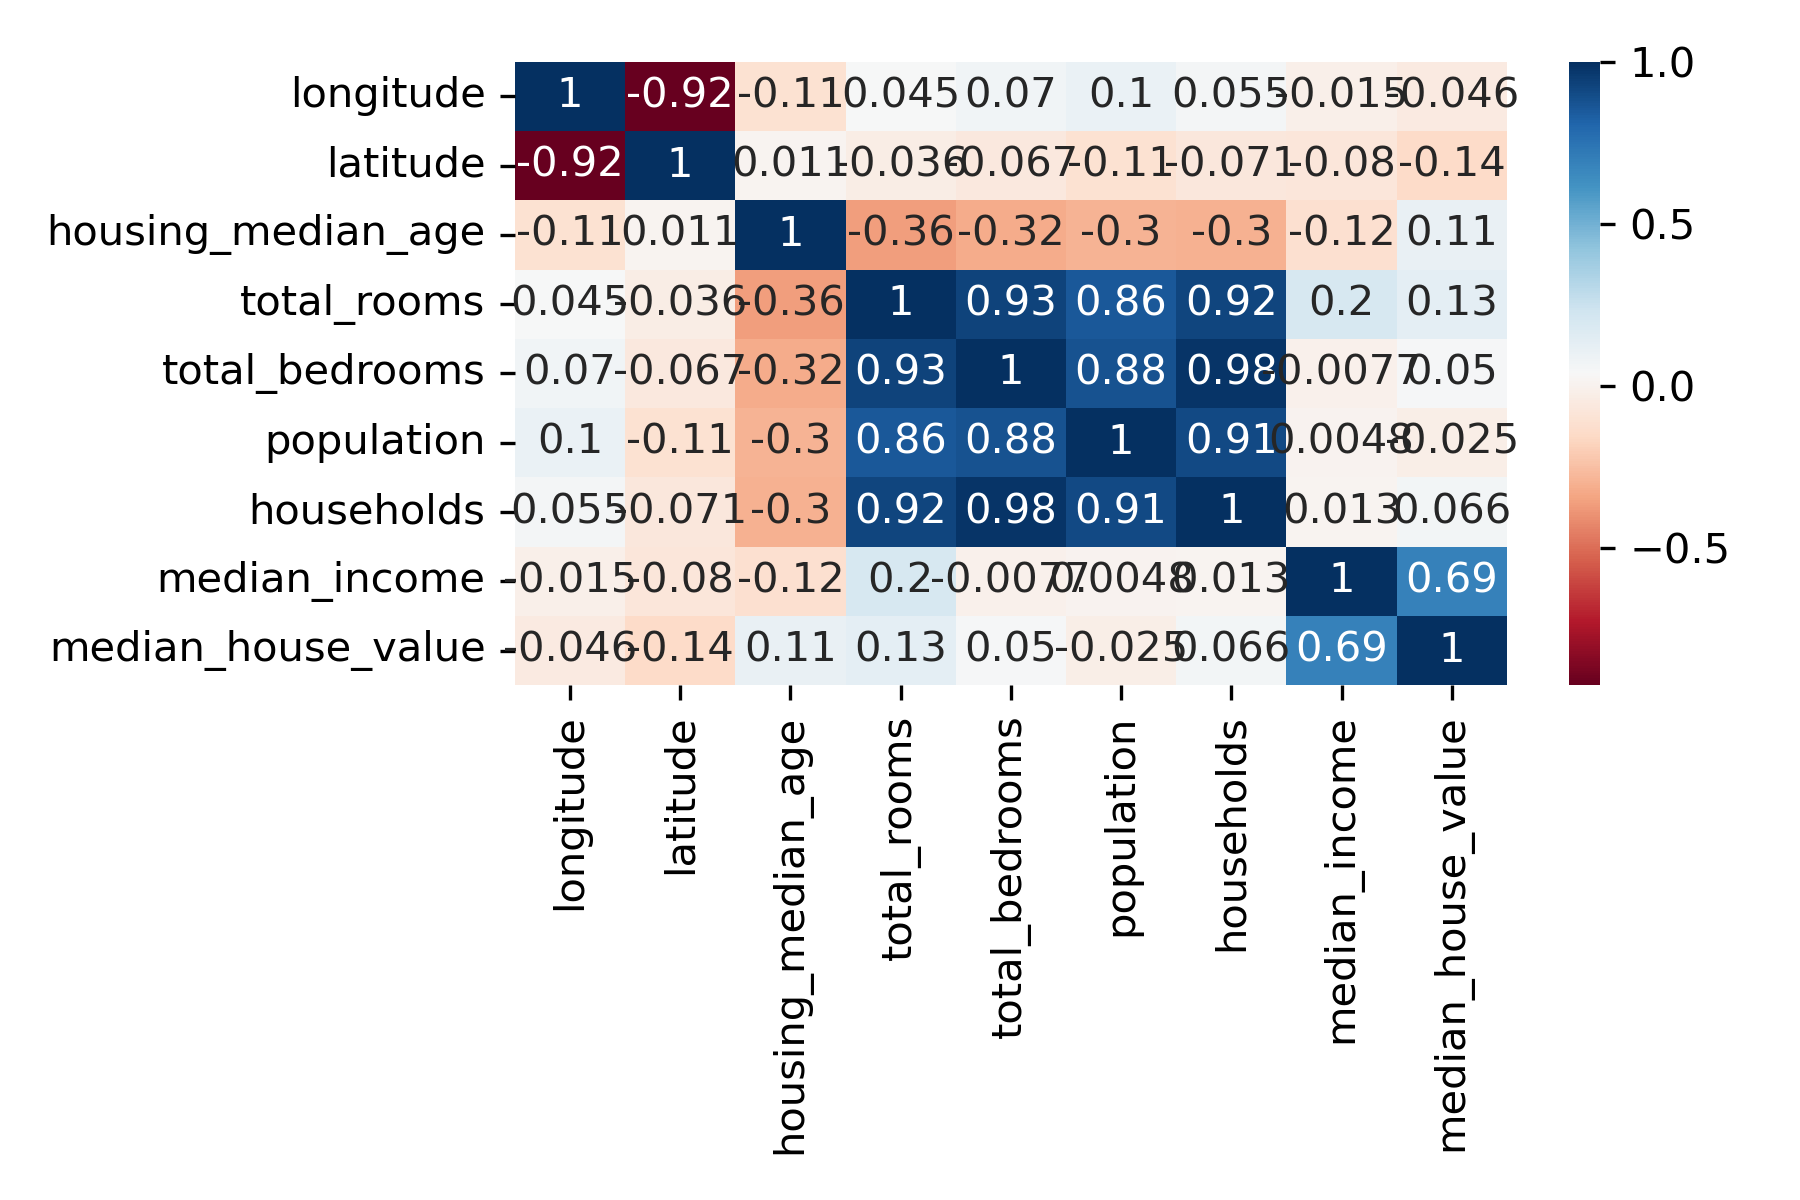 longitude 1 -0.92 -0.11 0.045 0.07 0.1 0.055 -0.015 -0.046
latitude -0.92 1 0.011 -0.036 -0.067 -0.11 -0.071 -0.08 -0.14
housing_median_age -0.11 0.011 1 -0.36 -0.32 -0.3 -0.3 -0.12 0.11
total_rooms 0.045 -0.036 -0.36 1 0.93 0.86 0.92 0.2 0.13
total_bedrooms 0.07 -0.067 -0.32 0.93 1 0.88 0.98 -0.0077 0.05
population 0.1 -0.11 -0.3 0.86 0.88 1 0.91 0.0048 -0.025
households 0.055 -0.071 -0.3 0.92 0.98 0.91 1 0.013 0.066
median_income -0.015 -0.08 -0.12 0.2 -0.0077 0.0048 0.013 1 0.69
median_house_value -0.046 -0.14 0.11 0.13 0.05 -0.025 0.066 0.69 1
longitude
latitude
housing_median_age
total_rooms
total_bedrooms
population
households
median_income
median_house_value
1.0
0.5
0.0
−0.5